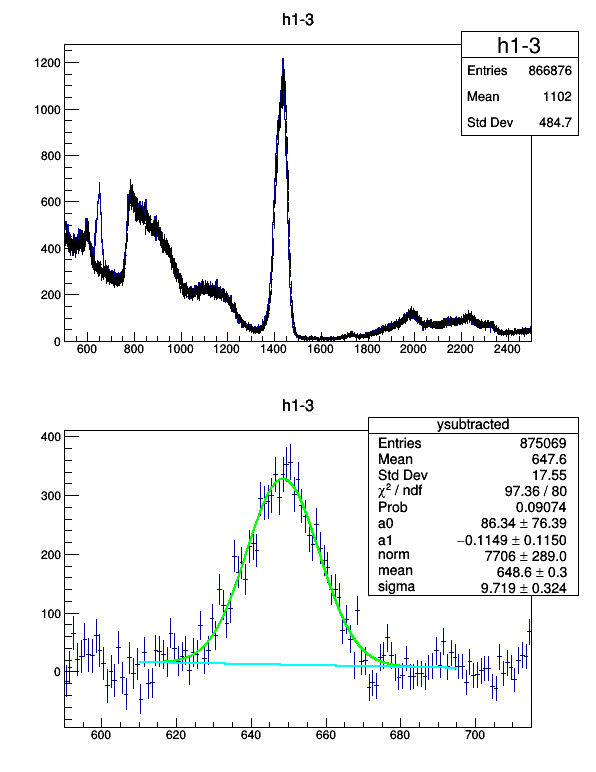 h1-3
h1-3
Entries 866876
Mean 1102
Std Dev 484.7
1200
1000
800
600
400
200
0
600 800 1000 1200 1400 1600 1800 2000 2200 2400
h1-3
ysubtracted
Entries 875069
Mean 647.6
Std Dev 17.55
χ² / ndf 97.36 / 80
Prob 0.09074
a0 86.34 ± 76.39
a1 −0.1149 ± 0.1150
norm 7706 ± 289.0
mean 648.6 ± 0.3
sigma 9.719 ± 0.324
400
300
200
100
0
600 620 640 660 680 700